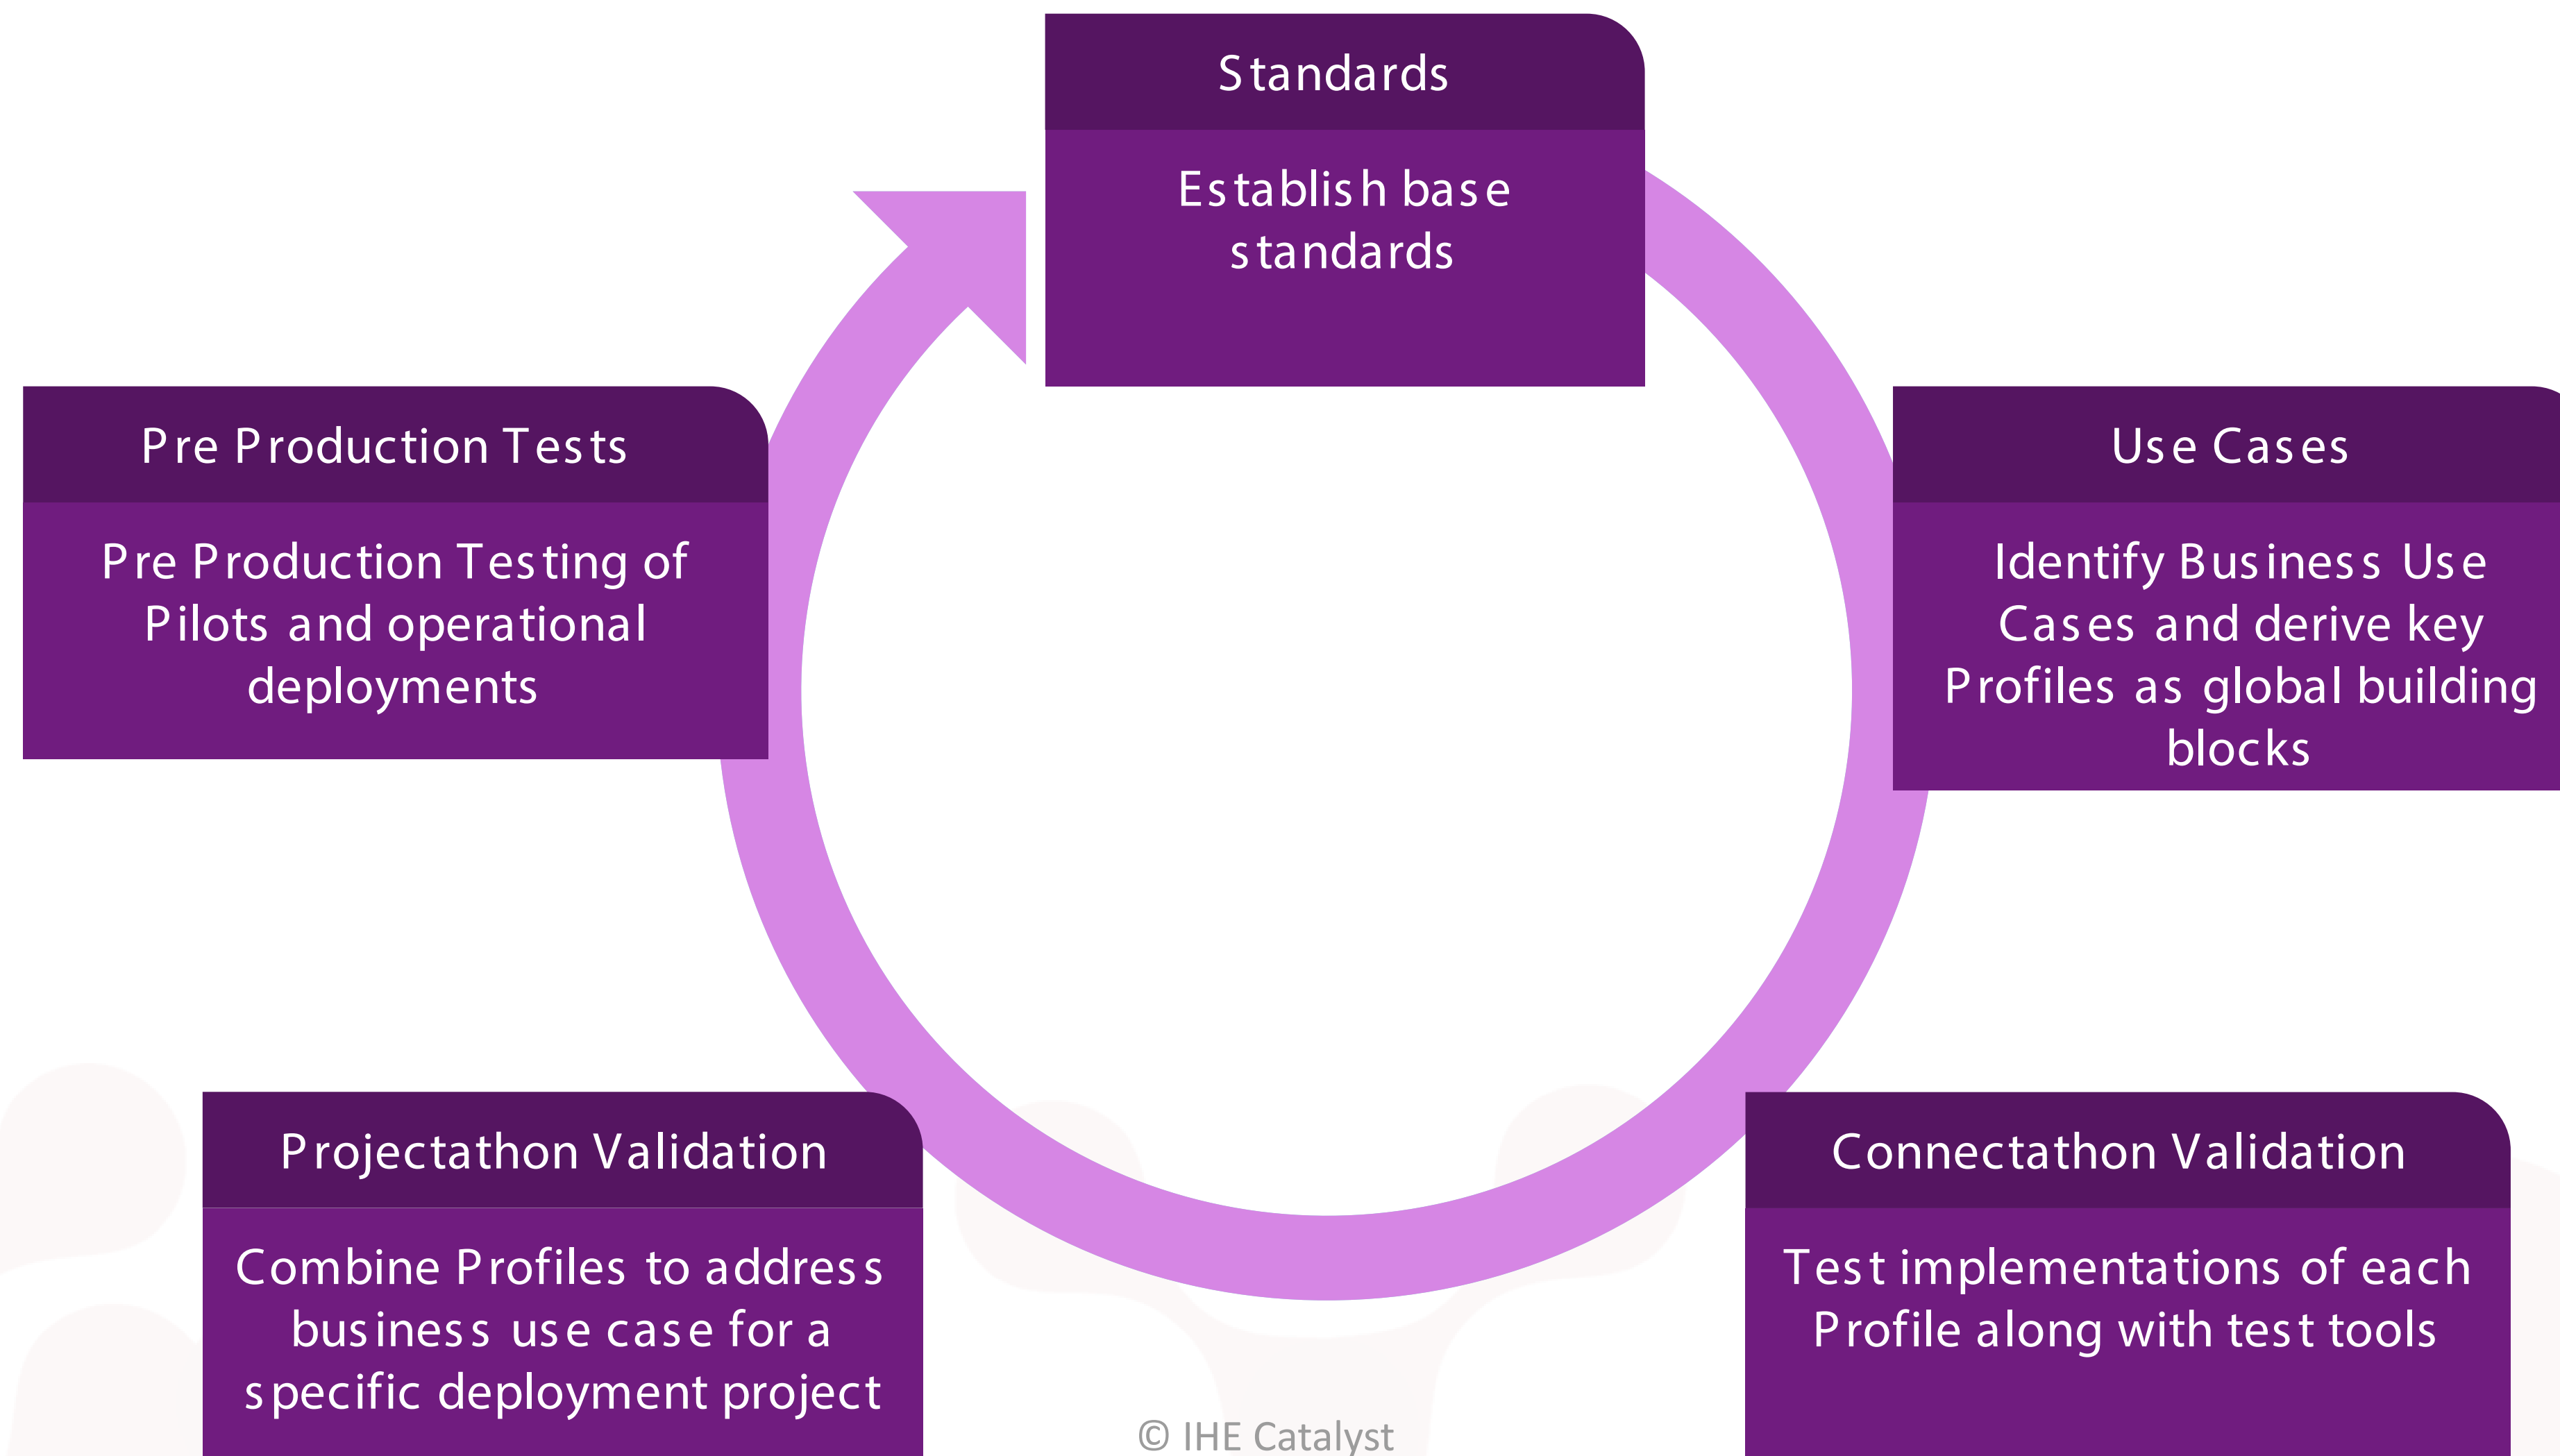 Standards
Establish base
standards
Pre Production Tests
Pre Production Testing of
Pilots and operational
deployments
Use Cases
Identify Business Use
Cases and derive key
Profiles as global building
blocks
Projectathon Validation
Combine Profiles to address
business use case for a
specific deployment project
Connectathon Validation
Test implementations of each
Profile along with test tools
© IHE Catalyst